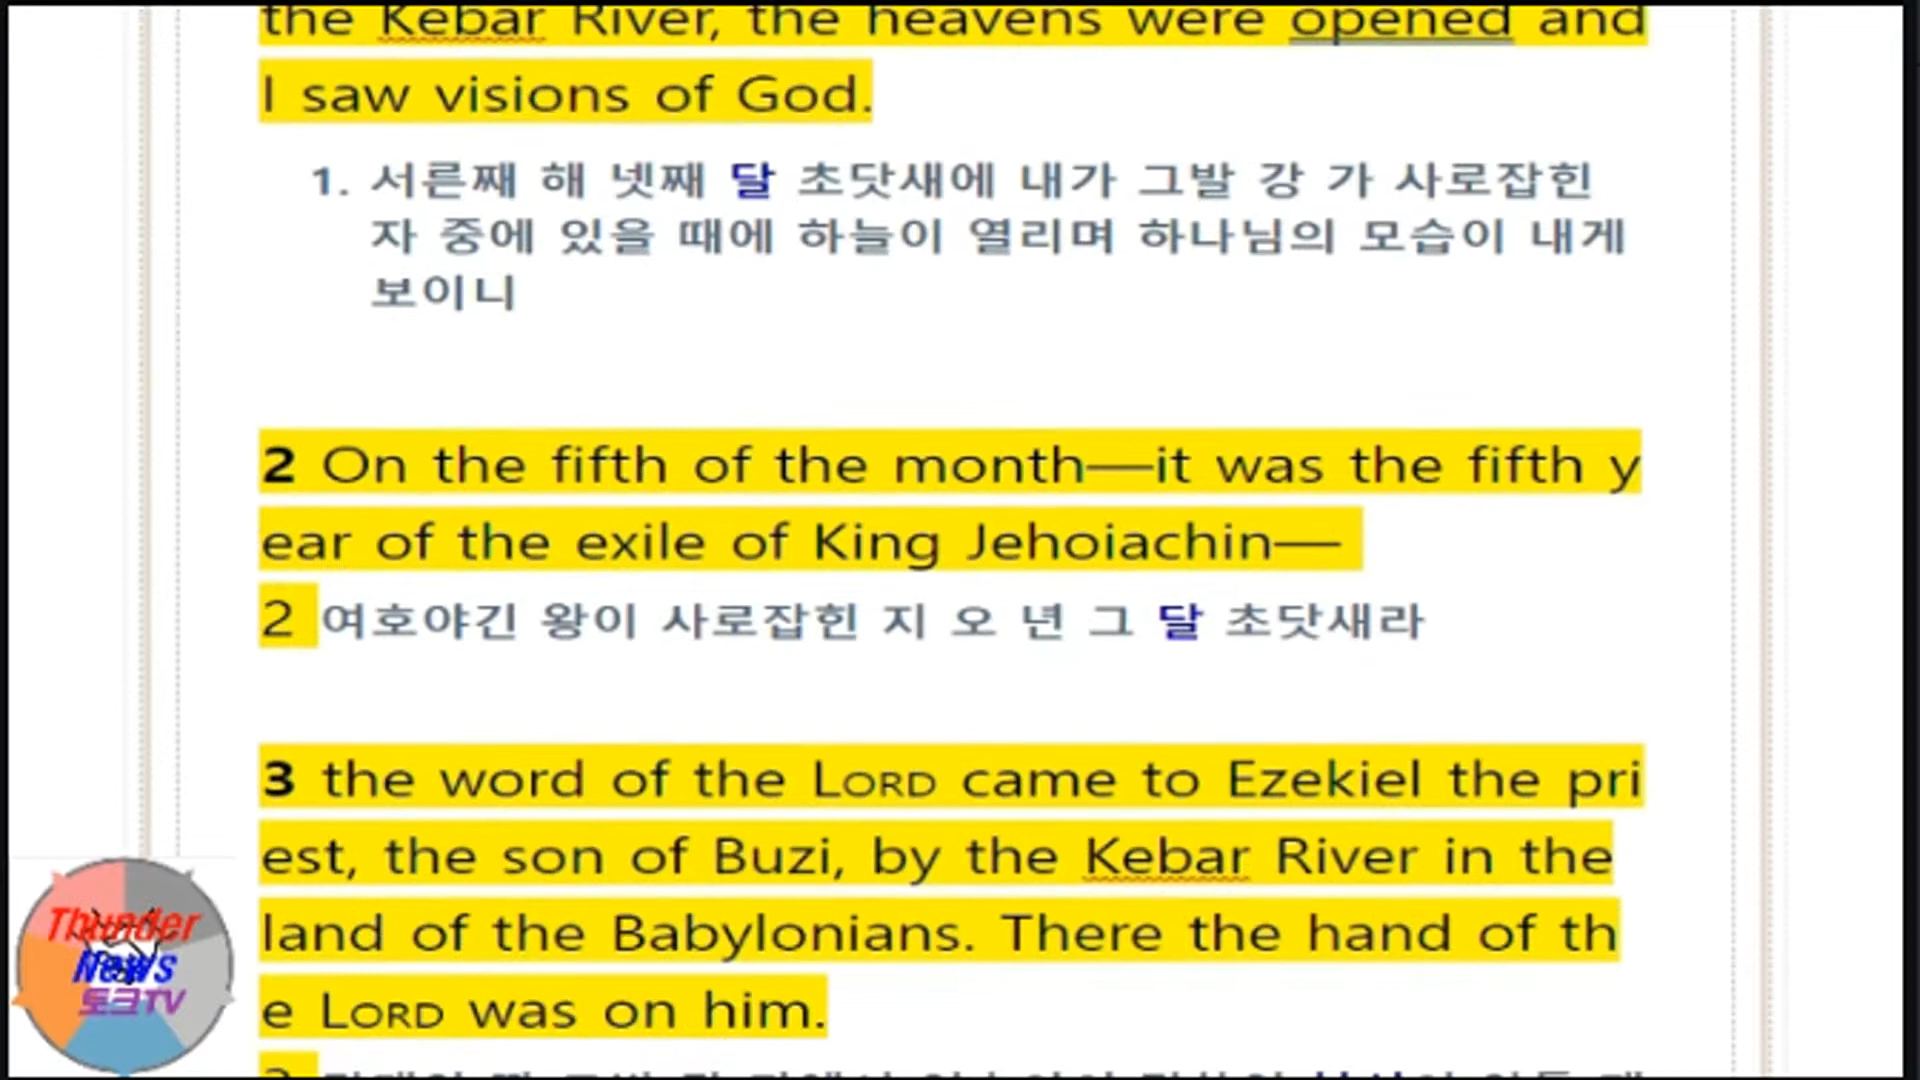 the Kebar River, the heavens were opened and
I saw visions of God.
1. 서른째 해 넷째 달 초닷새에 내가 그발 강 가 사로잡힌
자 중에 있을 때에 하늘이 열리며 하나님의 모습이 내게
보이니
2 On the fifth of the month—it was the fifth y
ear of the exile of King Jehoiachin—
2 여호야긴 왕이 사로잡힌 지 오 년 그 달 초닷새라
3 the word of the LORD came to Ezekiel the pri
est, the son of Buzi, by the Kebar River in the
land of the Babylonians. There the hand of th
e LORD was on him.
Thunder
News
토크TV